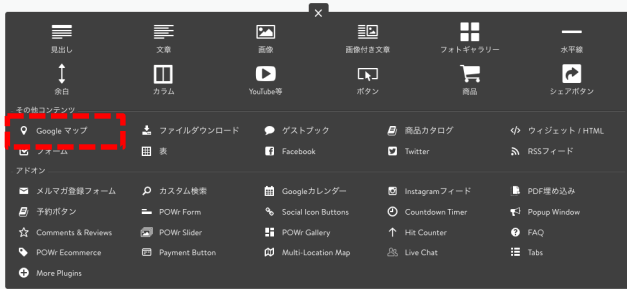 見出し 文章 画像 画像付き文章 フォトギャラリー 水平線
余白 カラム YouTube等 ボタン 商品 シェアボタン
その他コンテンツ
Google マップ ファイルダウンロード ゲストブック 商品カタログ ウィジェット / HTML
フォーム 表 Facebook Twitter RSSフィード
アドオン
メルマガ登録フォーム カスタム検索 Googleカレンダー Instagramフィード PDF埋め込み
予約ボタン POWr Form Social Icon Buttons Countdown Timer Popup Window
Comments & Reviews POWr Slider POWr Gallery Hit Counter FAQ
POWr Ecommerce Payment Button Multi-Location Map Live Chat Tabs
More Plugins